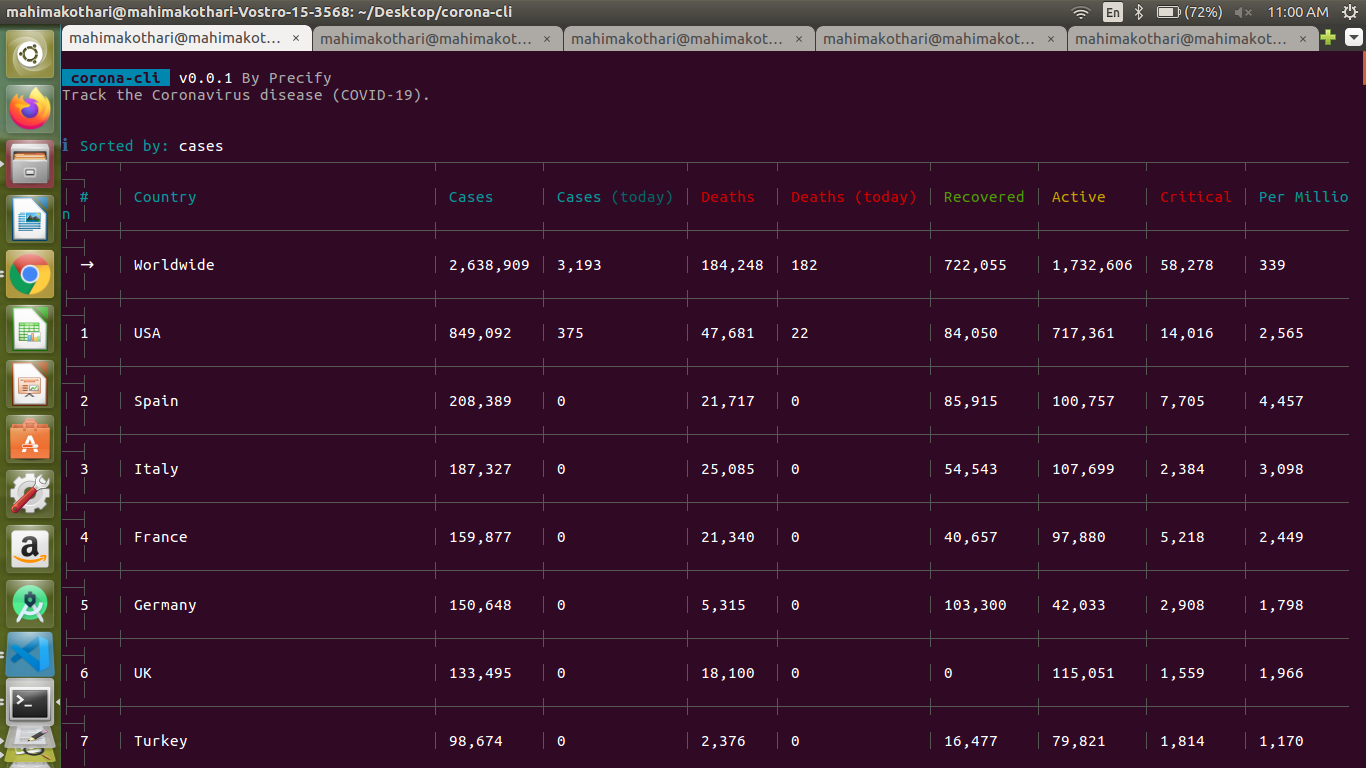 mahimakothari@mahimakothari-Vostro-15-3568: ~/Desktop/corona-cli En (72%) 11:00 AM
mahimakothari@mahimakot... × mahimakothari@mahimakot... × mahimakothari@mahimakot... × mahimakothari@mahimakot... × mahimakothari@mahimakot... ×
corona-cli v0.0.1 By Precify
Track the Coronavirus disease (COVID-19).
ℹ Sorted by: cases
# Country Cases Cases (today) Deaths Deaths (today) Recovered Active Critical Per Millio
n
→ Worldwide 2,638,909 3,193 184,248 182 722,055 1,732,606 58,278 339
1 USA 849,092 375 47,681 22 84,050 717,361 14,016 2,565
2 Spain 208,389 0 21,717 0 85,915 100,757 7,705 4,457
3 Italy 187,327 0 25,085 0 54,543 107,699 2,384 3,098
4 France 159,877 0 21,340 0 40,657 97,880 5,218 2,449
5 Germany 150,648 0 5,315 0 103,300 42,033 2,908 1,798
6 UK 133,495 0 18,100 0 0 115,051 1,559 1,966
7 Turkey 98,674 0 2,376 0 16,477 79,821 1,814 1,170